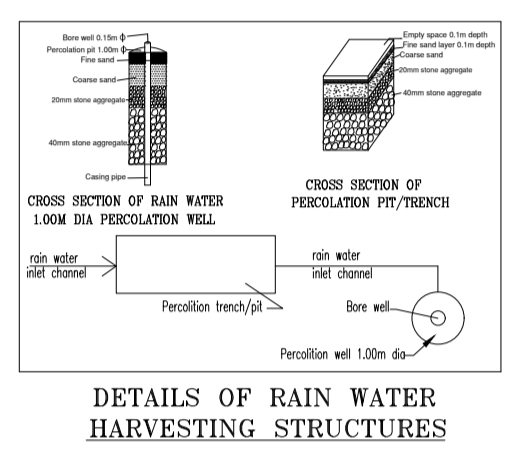 Bore well 0.15m ϕ
Percolation pit 1.00m ϕ
Fine sand
Coarse sand
20mm stone aggregate
40mm stone aggregate
Casing pipe
CROSS SECTION OF RAIN WATER
1.00M DIA PERCOLATION WELL
Empty space 0.1m depth
Fine sand layer 0.1m depth
Coarse sand
20mm stone aggregate
40mm stone aggregate
CROSS SECTION OF
PERCOLATION PIT/TRENCH
rain water
inlet channel
Percolition trench/pit
rain water
inlet channel
Bore well
Percolition well 1.00m dia
DETAILS OF RAIN WATER
HARVESTING STRUCTURES